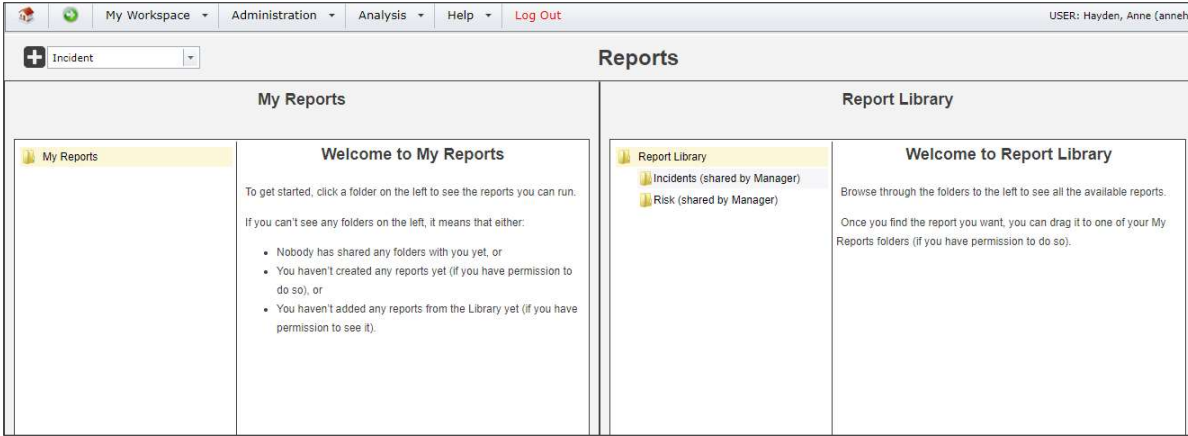 My Workspace Administration Analysis Help Log Out USER: Hayden, Anne (anneh
Incident
Reports
My Reports
Report Library
My Reports
Welcome to My Reports
To get started, click a folder on the left to see the reports you can run.
If you can't see any folders on the left, it means that either:
• Nobody has shared any folders with you yet, or
• You haven't created any reports yet (if you have permission to
do so), or
• You haven't added any reports from the Library yet (if you have
permission to see it).
Report Library
Incidents (shared by Manager)
Risk (shared by Manager)
Welcome to Report Library
Browse through the folders to the left to see all the available reports.
Once you find the report you want, you can drag it to one of your My
Reports folders (if you have permission to do so).